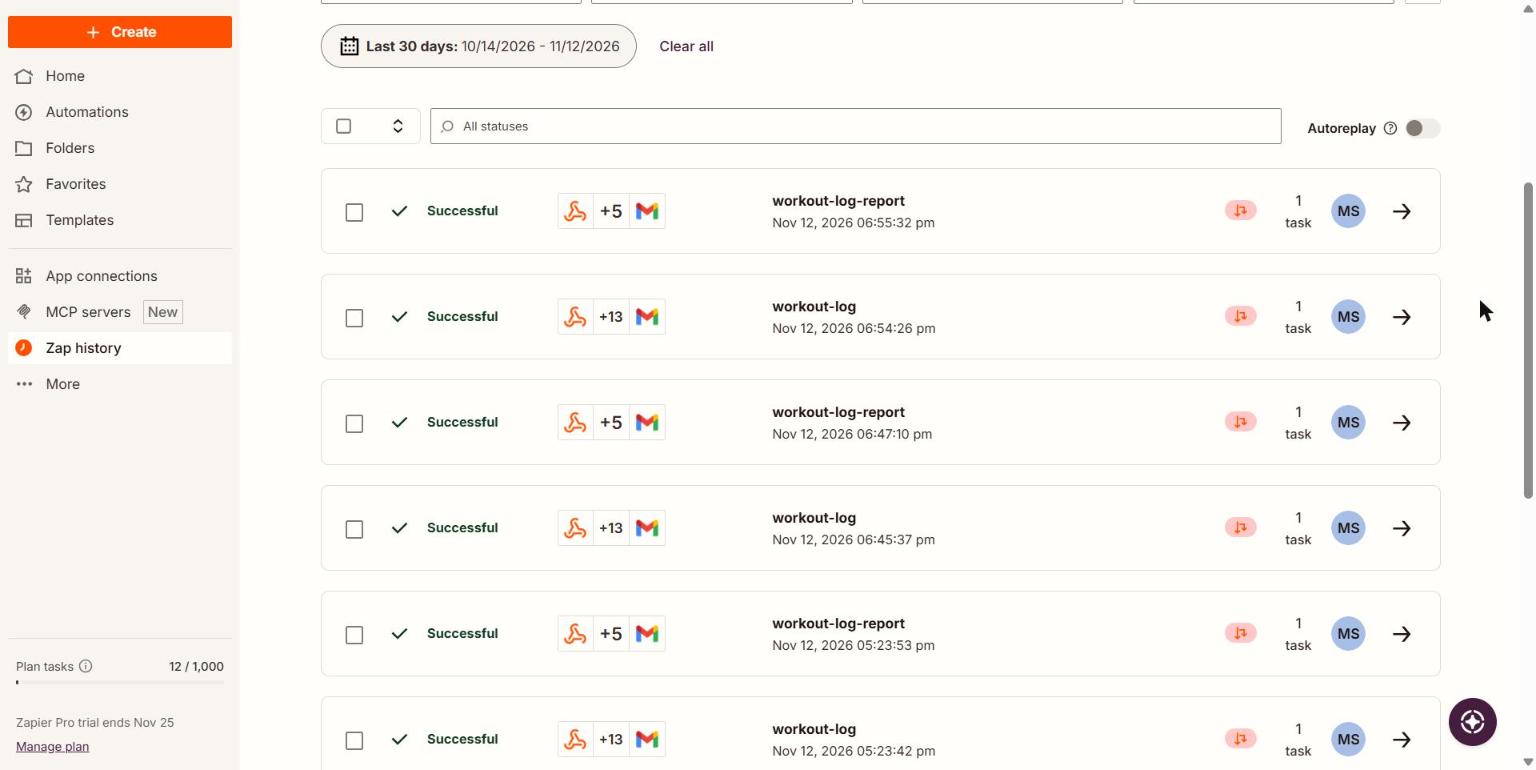 Create
Home
Automations
Folders
Favorites
Templates
App connections
MCP servers New
Zap history
More
Plan tasks 12 / 1,000
Zapier Pro trial ends Nov 25
Manage plan
Last 30 days: 10/14/2026 - 11/12/2026 Clear all
All statuses Autoreplay
Successful +5 workout-log-report 1 MS
Nov 12, 2026 06:55:32 pm task
Successful +13 workout-log 1 MS
Nov 12, 2026 06:54:26 pm task
Successful +5 workout-log-report 1 MS
Nov 12, 2026 06:47:10 pm task
Successful +13 workout-log 1 MS
Nov 12, 2026 06:45:37 pm task
Successful +5 workout-log-report 1 MS
Nov 12, 2026 05:23:53 pm task
Successful +13 workout-log 1 MS
Nov 12, 2026 05:23:42 pm task